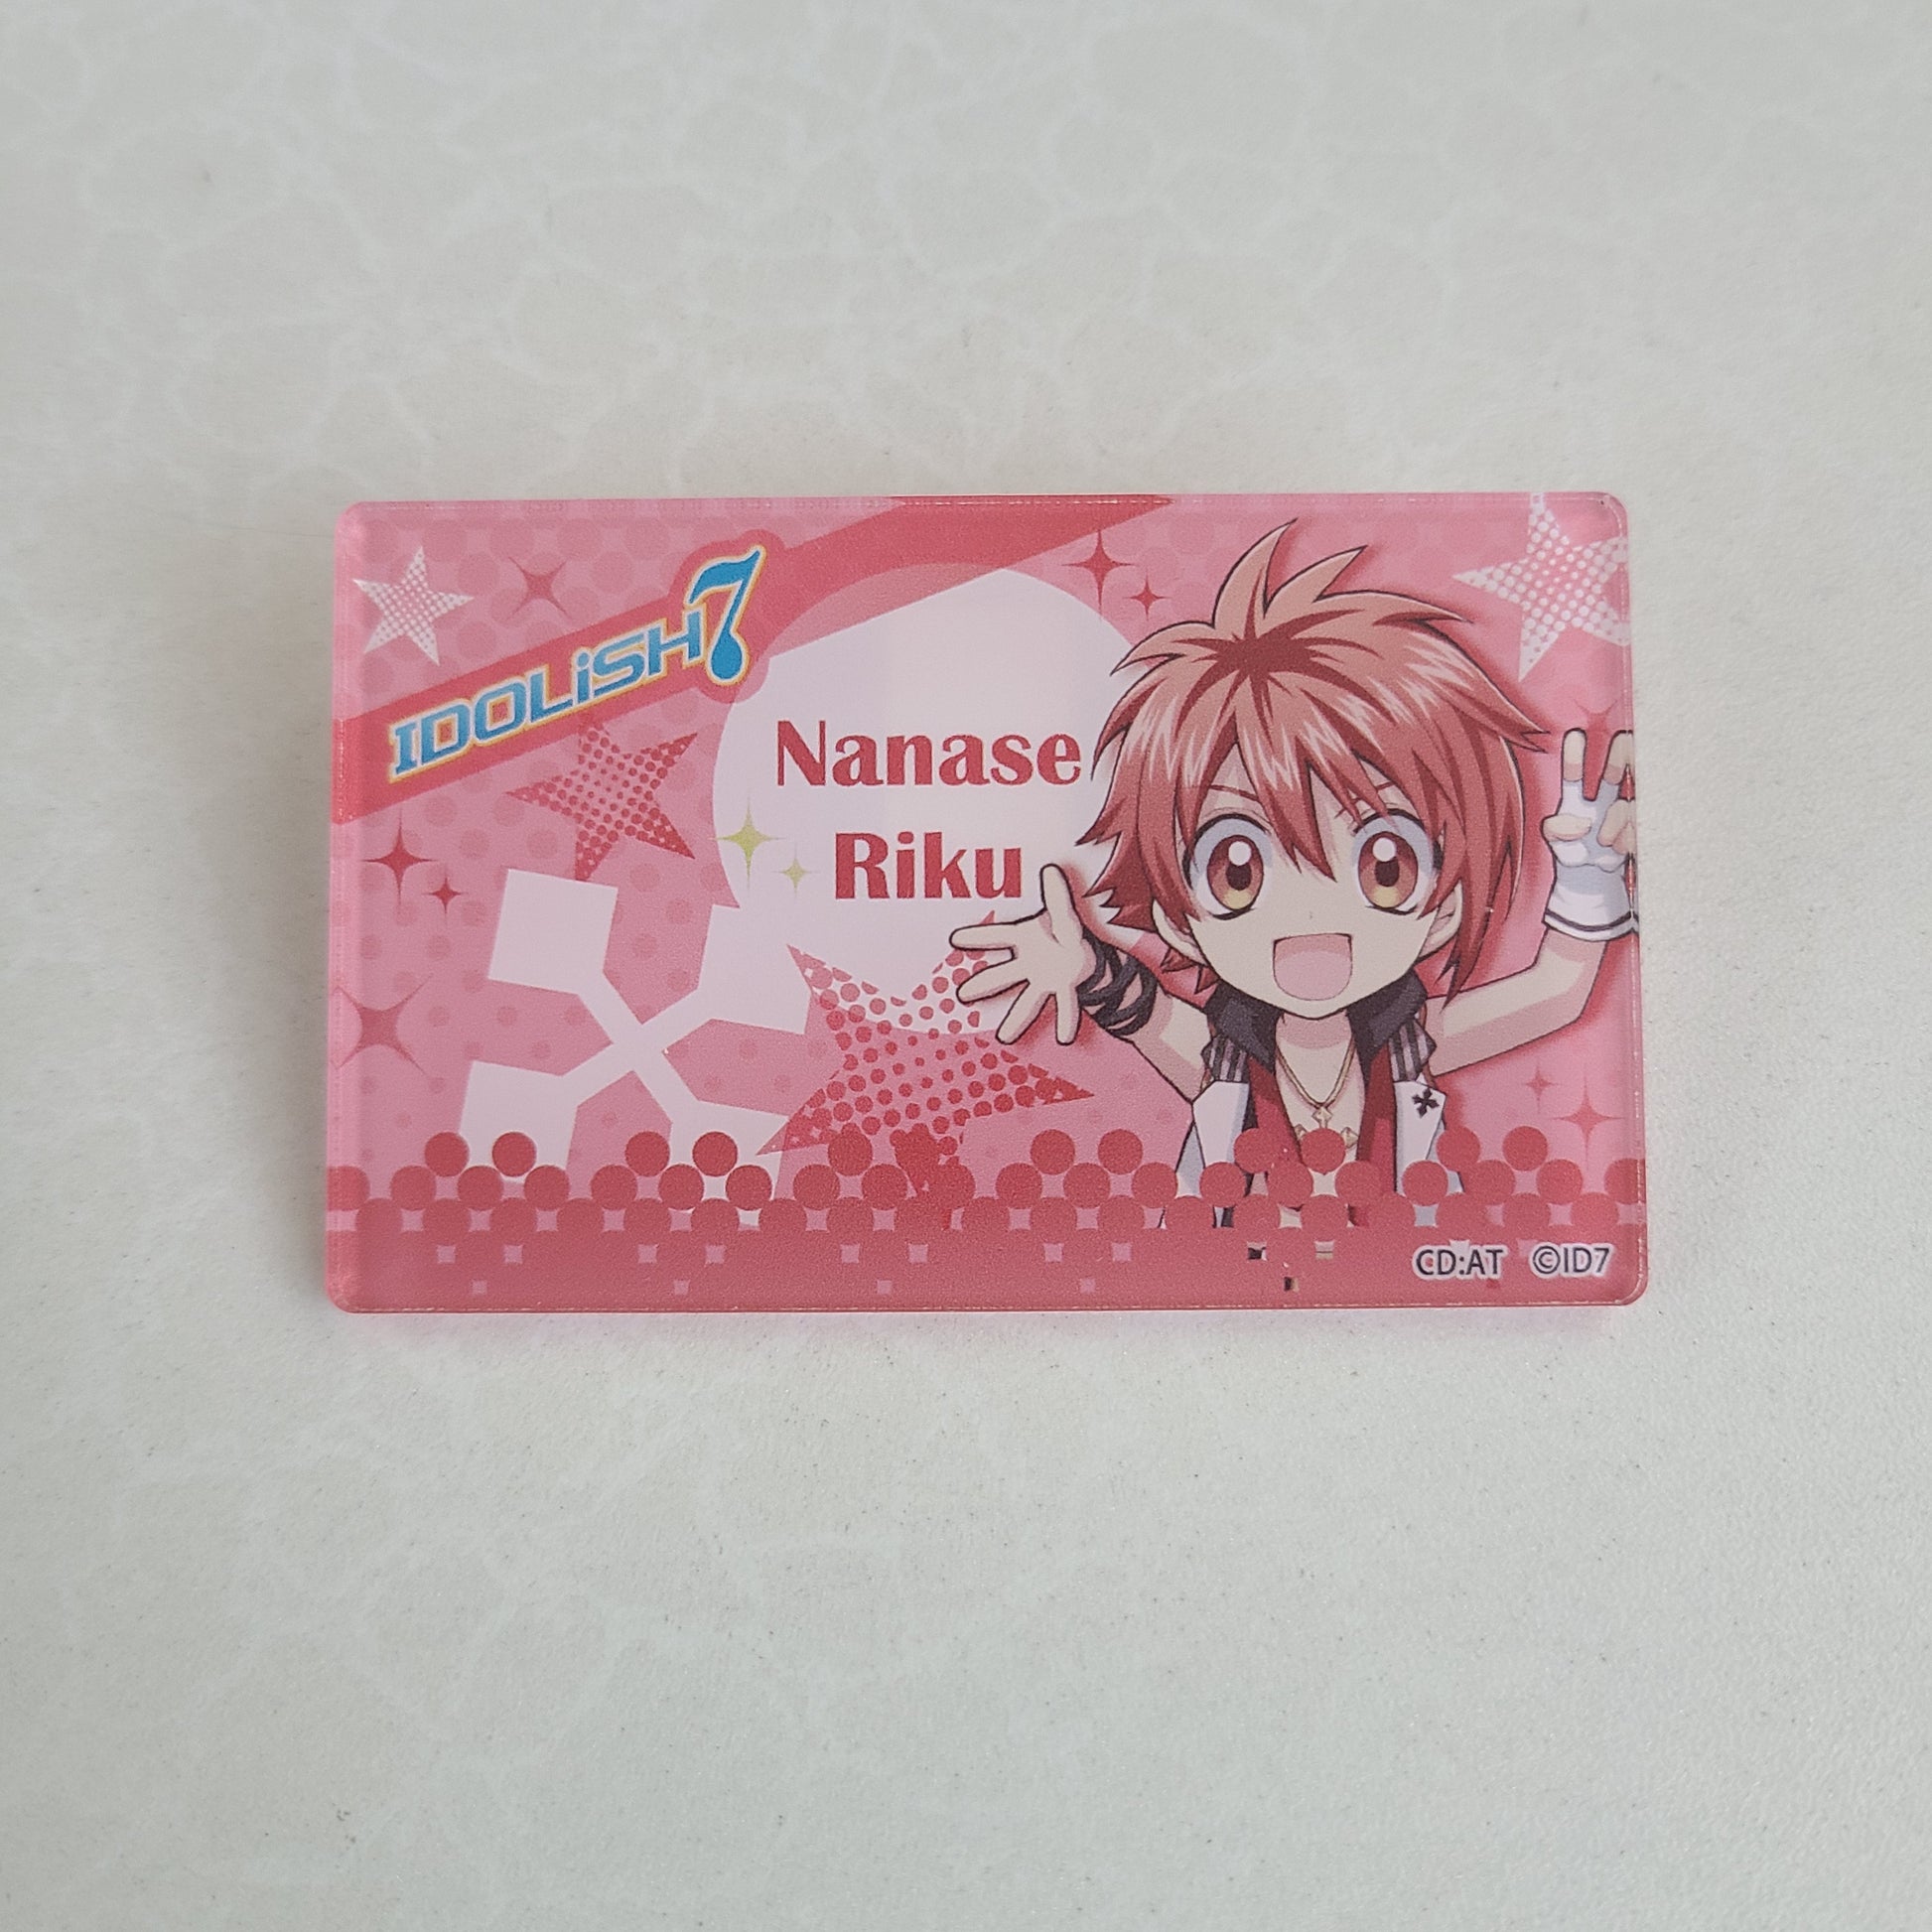 IDOLiSH7
Nanase
Riku
CD:AT ©ID7